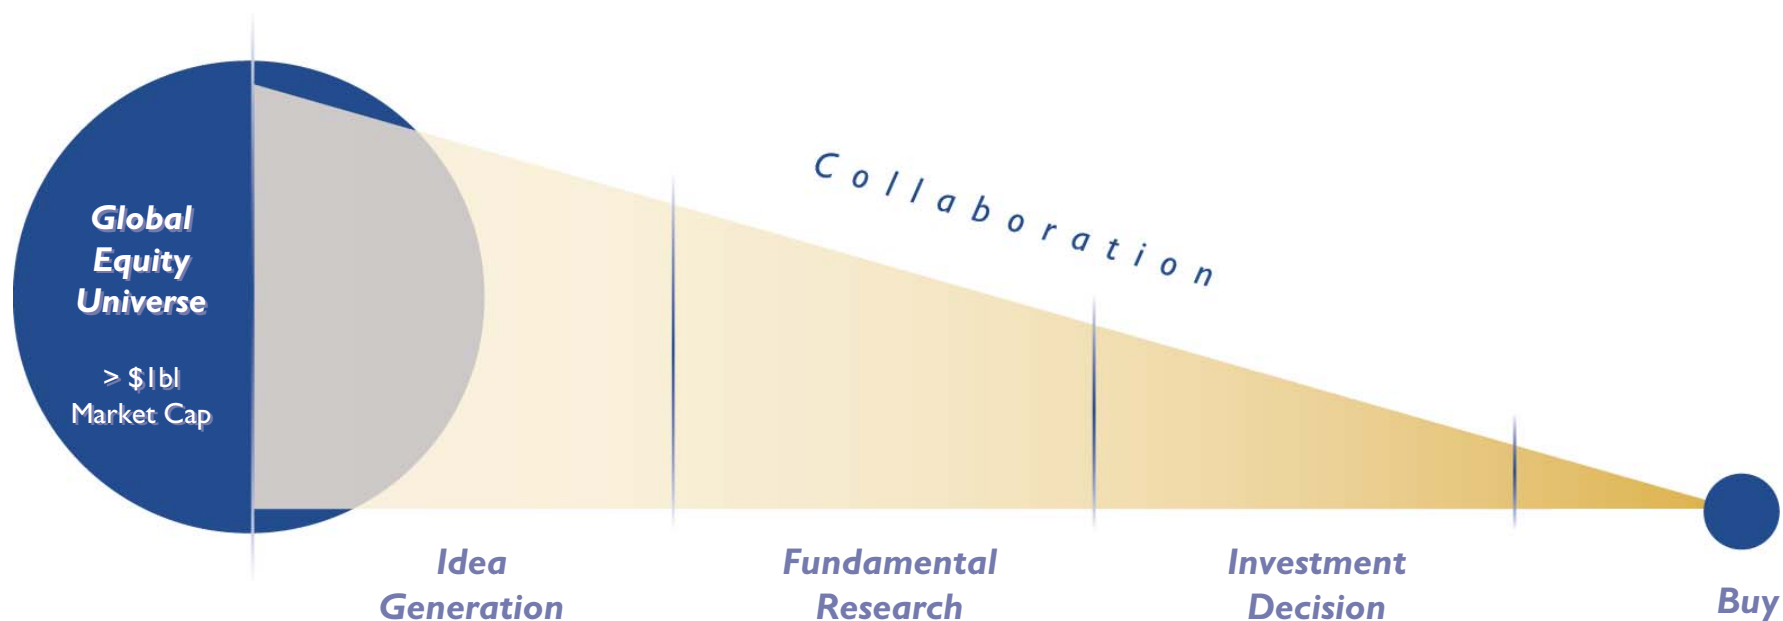 Global
Equity
Universe
> $1bl
Market Cap
Collaboration
Idea
Generation
Fundamental
Research
Investment
Decision
Buy